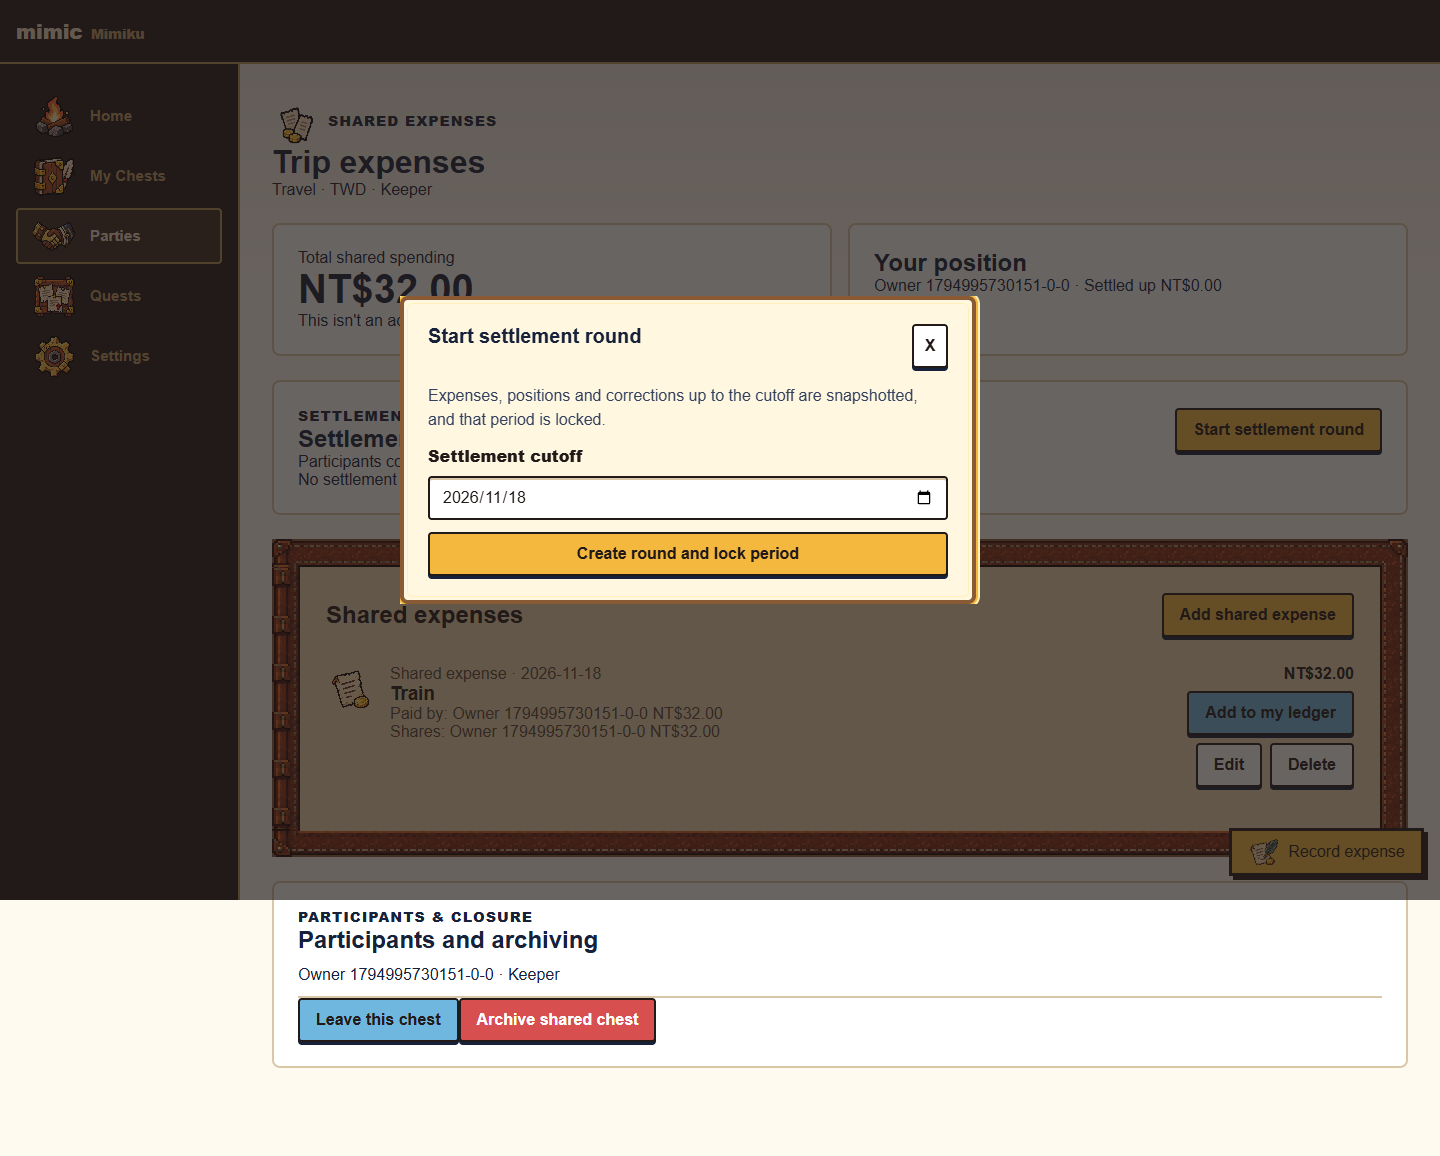 mimic Mimiku
Home
My Chests
Parties
Quests
Settings
SHARED EXPENSES
Trip expenses
Travel · TWD · Keeper
Total shared spending
NT$32.00
This isn't an ac
Your position
Owner 1794995730151-0-0 · Settled up NT$0.00
SETTLEMEN
Settleme
Participants co
No settlement
Start settlement round
Start settlement round
X
Expenses, positions and corrections up to the cutoff are snapshotted,
and that period is locked.
Settlement cutoff
2026/11/18
Create round and lock period
Shared expenses
Add shared expense
Shared expense · 2026-11-18
Train
Paid by: Owner 1794995730151-0-0 NT$32.00
Shares: Owner 1794995730151-0-0 NT$32.00
NT$32.00
Add to my ledger
Edit
Delete
Record expense
PARTICIPANTS & CLOSURE
Participants and archiving
Owner 1794995730151-0-0 · Keeper
Leave this chest
Archive shared chest